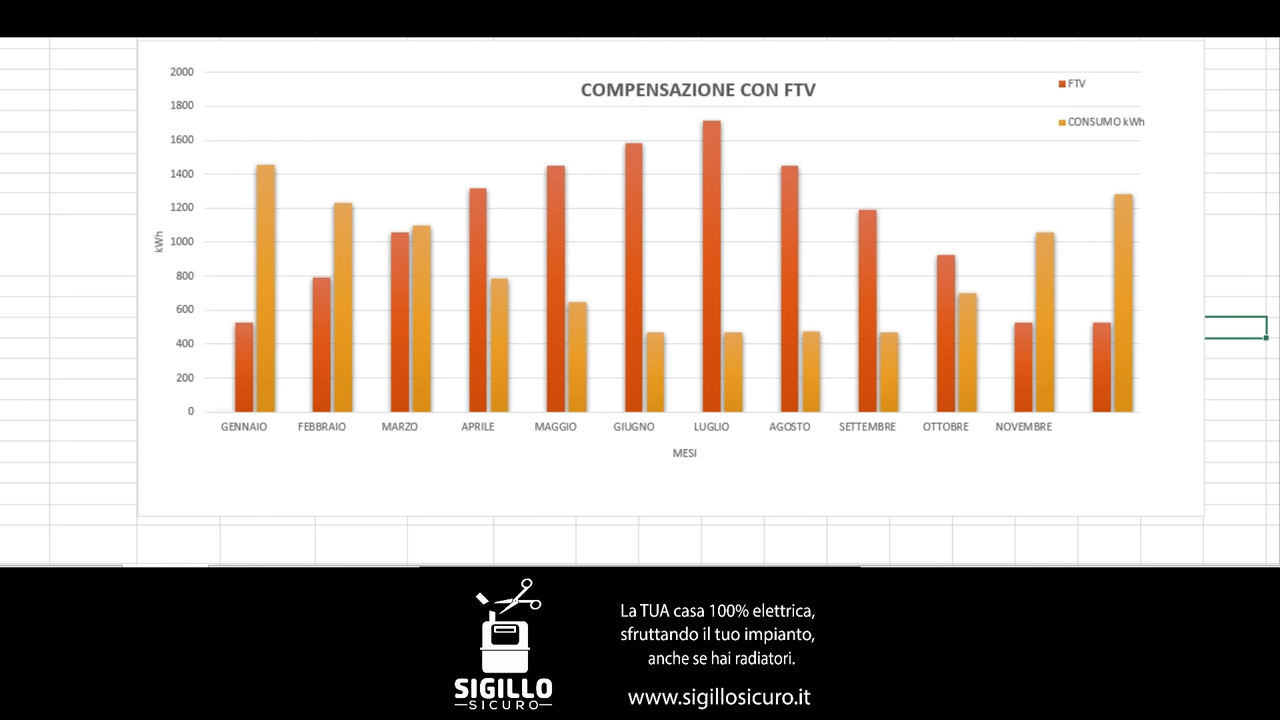 COMPENSAZIONE CON FTV
FTV
CONSUMO kWh
2000
1800
1600
1400
1200
1000
800
600
400
200
0
kWh
GENNAIO FEBBRAIO MARZO APRILE MAGGIO GIUGNO LUGLIO AGOSTO SETTEMBRE OTTOBRE NOVEMBRE
MESI
SIGILLO
SICURO
La TUA casa 100% elettrica,
sfruttando il tuo impianto,
anche se hai radiatori.
www.sigillosicuro.it